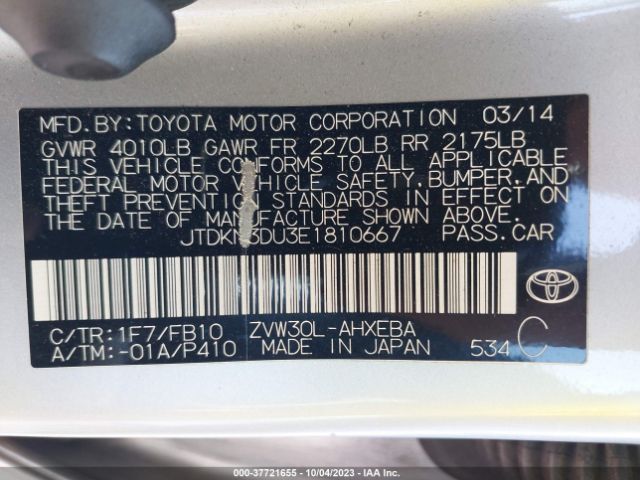 MFD.BY:TOYOTA MOTOR CORPORATION 03/14
GVWR 4010LB GAWR FR 2270LB RR 2175LB
THIS VEHICLE CONFORMS TO ALL APPLICABLE
FEDERAL MOTOR VEHICLE SAFETY,BUMPER,AND
THEFT PREVENTION STANDARDS IN EFFECT ON
THE DATE OF MANUFACTURE SHOWN ABOVE.
JTDKN3DU3E1810667 PASS.CAR
C/TR:1F7/FB10 ZVW30L-AHXEBA
A/TM:-01A/P410 MADE IN JAPAN 534 C
000-37721655 - 10/04/2023 - IAA Inc.